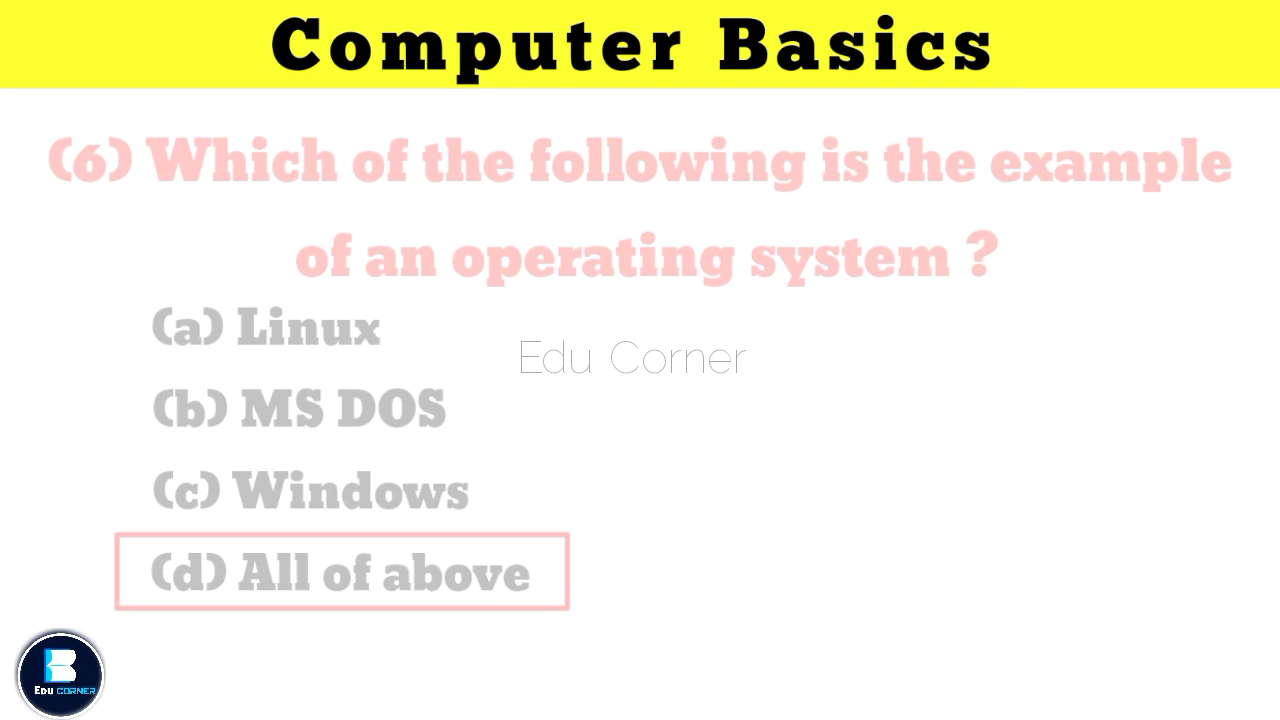 Computer Basics
(6) Which of the following is the example
of an operating system ?
(a) Linux
Edu Corner
(b) MS DOS
(c) Windows
(d) All of above
B
EDU CORNER